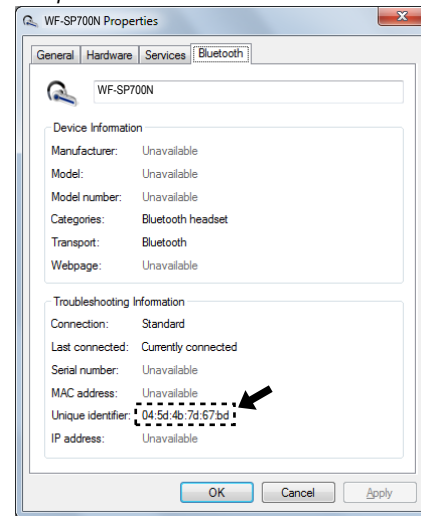 WF-SP700N Properties
General Hardware Services Bluetooth
WF-SP700N
Device Information
Manufacturer: Unavailable
Model: Unavailable
Model number: Unavailable
Categories: Bluetooth headset
Transport: Bluetooth
Webpage: Unavailable
Troubleshooting Information
Connection: Standard
Last connected: Currently connected
Serial number: Unavailable
MAC address: Unavailable
Unique identifier: 04:5d:4b:7d:67:bd
IP address: Unavailable
OK Cancel Apply